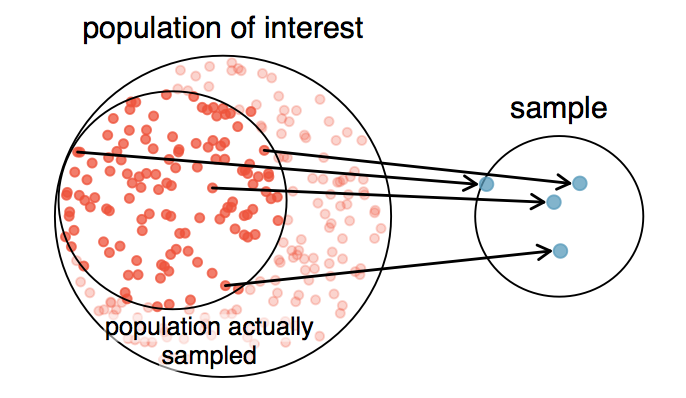 population of interest
sample
population actually
sampled